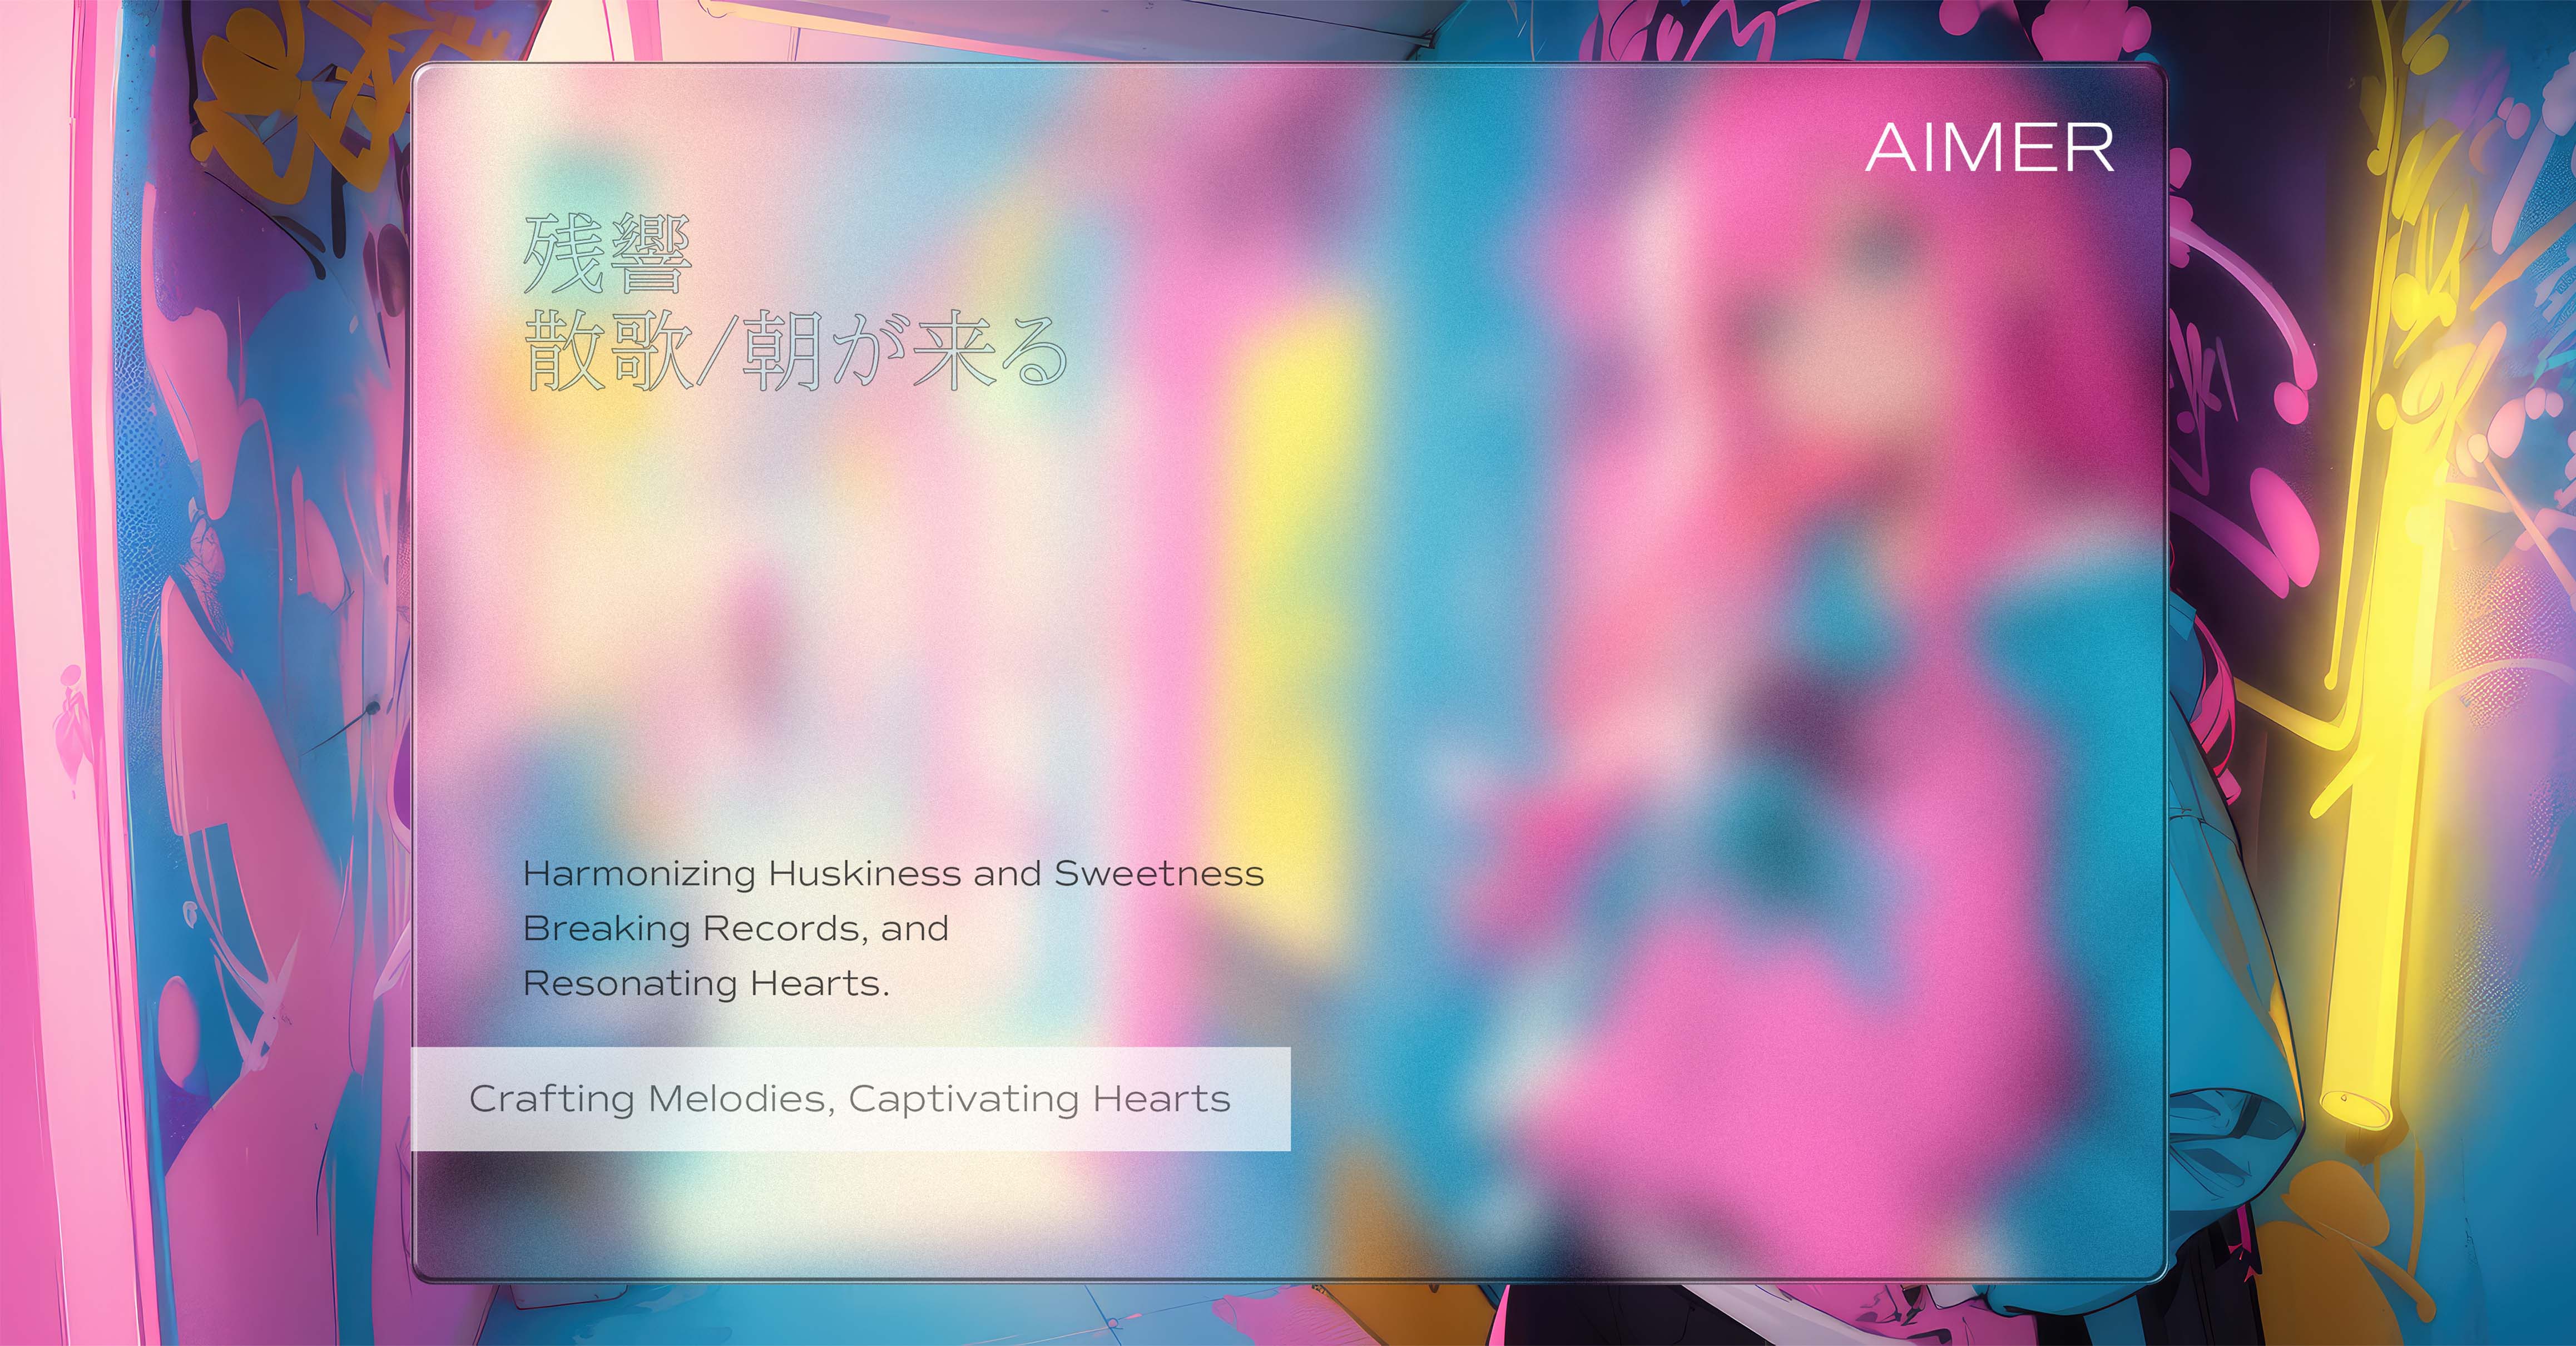 AIMER
残響
散歌/朝が来る
Harmonizing Huskiness and Sweetness
Breaking Records, and
Resonating Hearts.
Crafting Melodies, Captivating Hearts